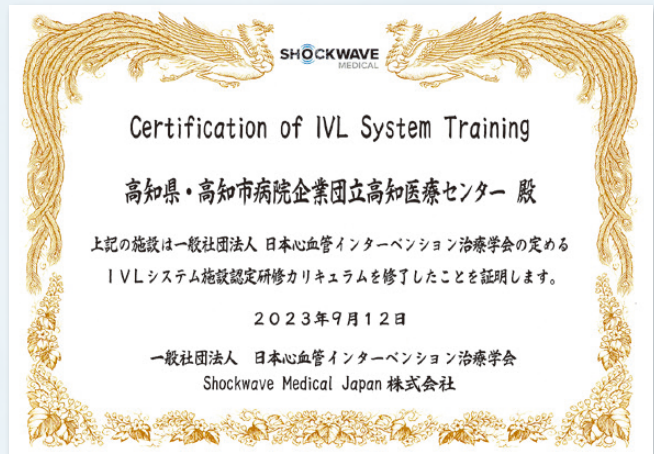 SHOCKWAVE
MEDICAL
Certification of IVL System Training
高知県・高知市病院企業団立高知医療センター 殿
上記の施設は一般社団法人 日本心血管インターベンション治療学会の定める
IVLシステム施設認定研修カリキュラムを修了したことを証明します。
2023年9月12日
一般社団法人　日本心血管インターベンション治療学会
Shockwave Medical Japan 株式会社